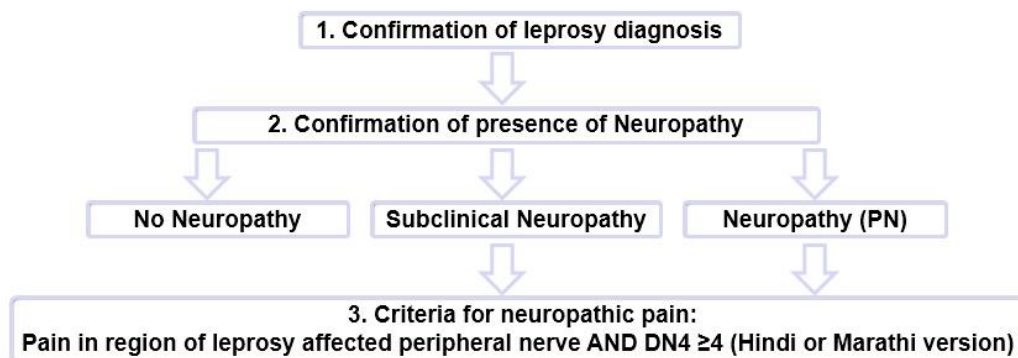 1. Confirmation of leprosy diagnosis
2. Confirmation of presence of Neuropathy
No Neuropathy
Subclinical Neuropathy
Neuropathy (PN)
3. Criteria for neuropathic pain:
Pain in region of leprosy affected peripheral nerve AND DN4 ≥4 (Hindi or Marathi version)